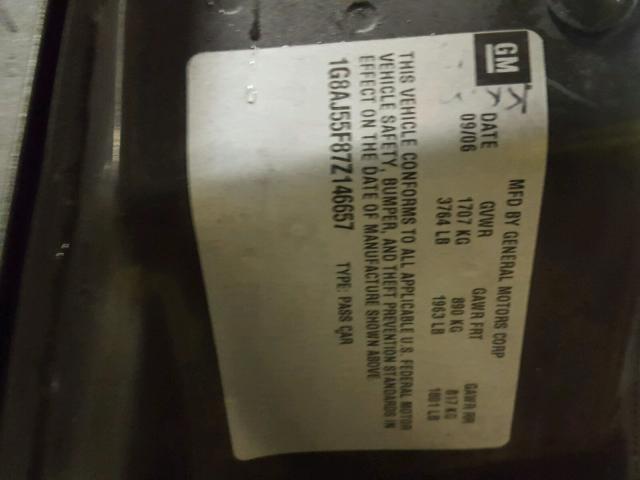 GM
MFD BY GENERAL MOTORS CORP
DATE GVWR GAWR FRT GAWR RR
09/06 1707 KG 890 KG 817 KG
3764 LB 1963 LB 1801 LB
THIS VEHICLE CONFORMS TO ALL APPLICABLE U.S. FEDERAL MOTOR
VEHICLE SAFETY, BUMPER, AND THEFT PREVENTION STANDARDS IN
EFFECT ON THE DATE OF MANUFACTURE SHOWN ABOVE.
1G8AJ55F87Z146657 TYPE: PASS CAR